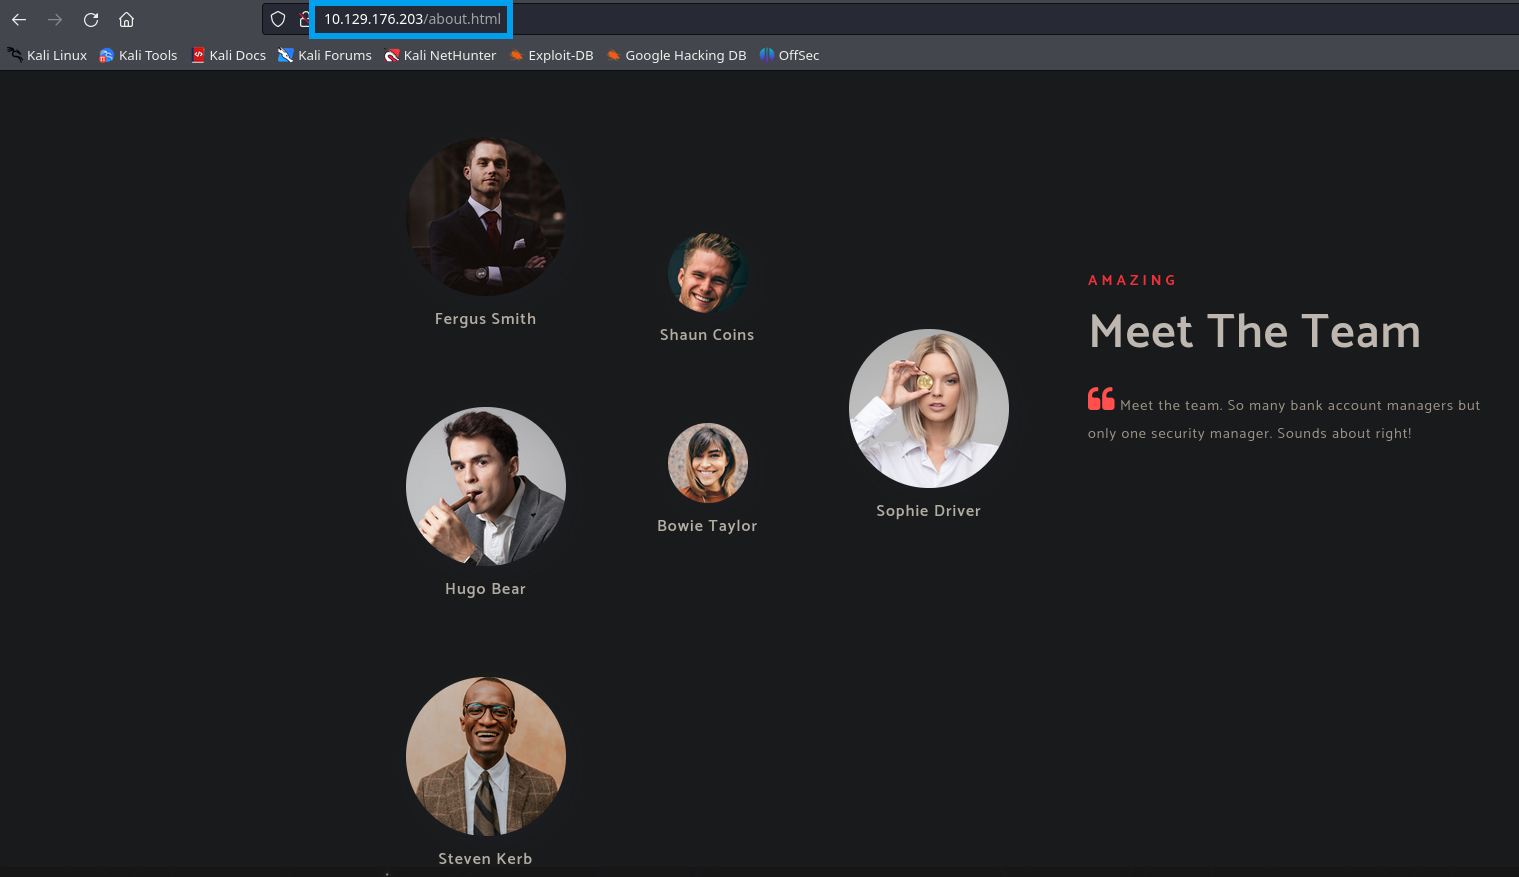 10.129.176.203/about.html
Kali Linux Kali Tools Kali Docs Kali Forums Kali NetHunter Exploit-DB Google Hacking DB OffSec
Fergus Smith
Shaun Coins
Hugo Bear
Bowie Taylor
Sophie Driver
Steven Kerb
AMAZING
Meet The Team
Meet the team. So many bank account managers but
only one security manager. Sounds about right!